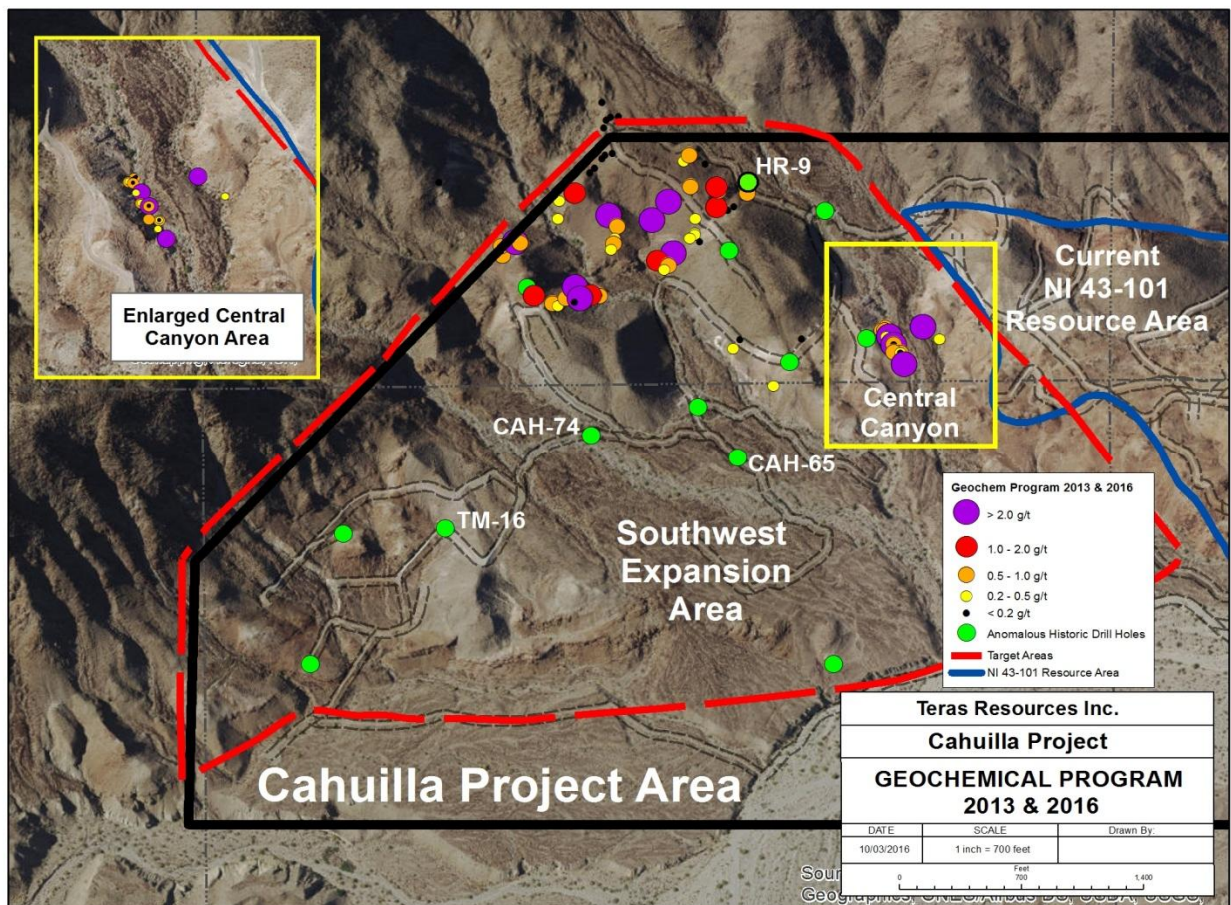 Enlarged Central
Canyon Area
HR-9
Current
NI 43-101
Resource Area
Central
Canyon
CAH-74
CAH-65
TM-16
Southwest
Expansion
Area
Cahuilla Project Area
Geochem Program 2013 & 2016
> 2.0 g/t
1.0 - 2.0 g/t
0.5 - 1.0 g/t
0.2 - 0.5 g/t
< 0.2 g/t
Anomalous Historic Drill Holes
Target Areas
NI 43-101 Resource Area
Teras Resources Inc.
Cahuilla Project
GEOCHEMICAL PROGRAM
2013 & 2016
DATE SCALE Drawn By:
10/03/2016 1 inch = 700 feet
Feet
0 700 1,400